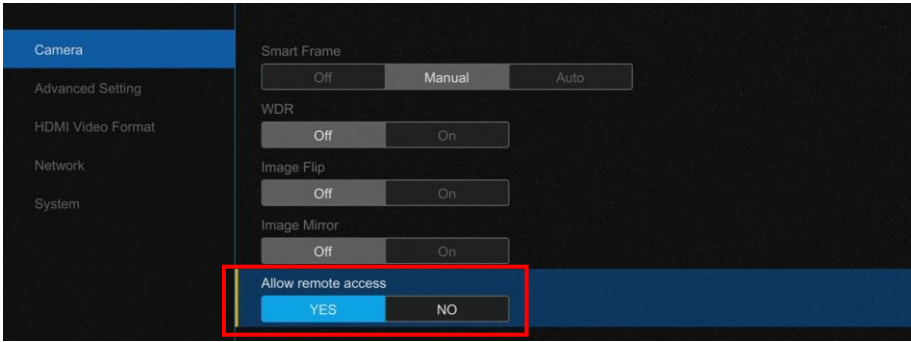 Camera
Advanced Setting
HDMI Video Format
Network
System
Smart Frame
Off Manual Auto
WDR
Off On
Image Flip
Off On
Image Mirror
Off On
Allow remote access
YES NO